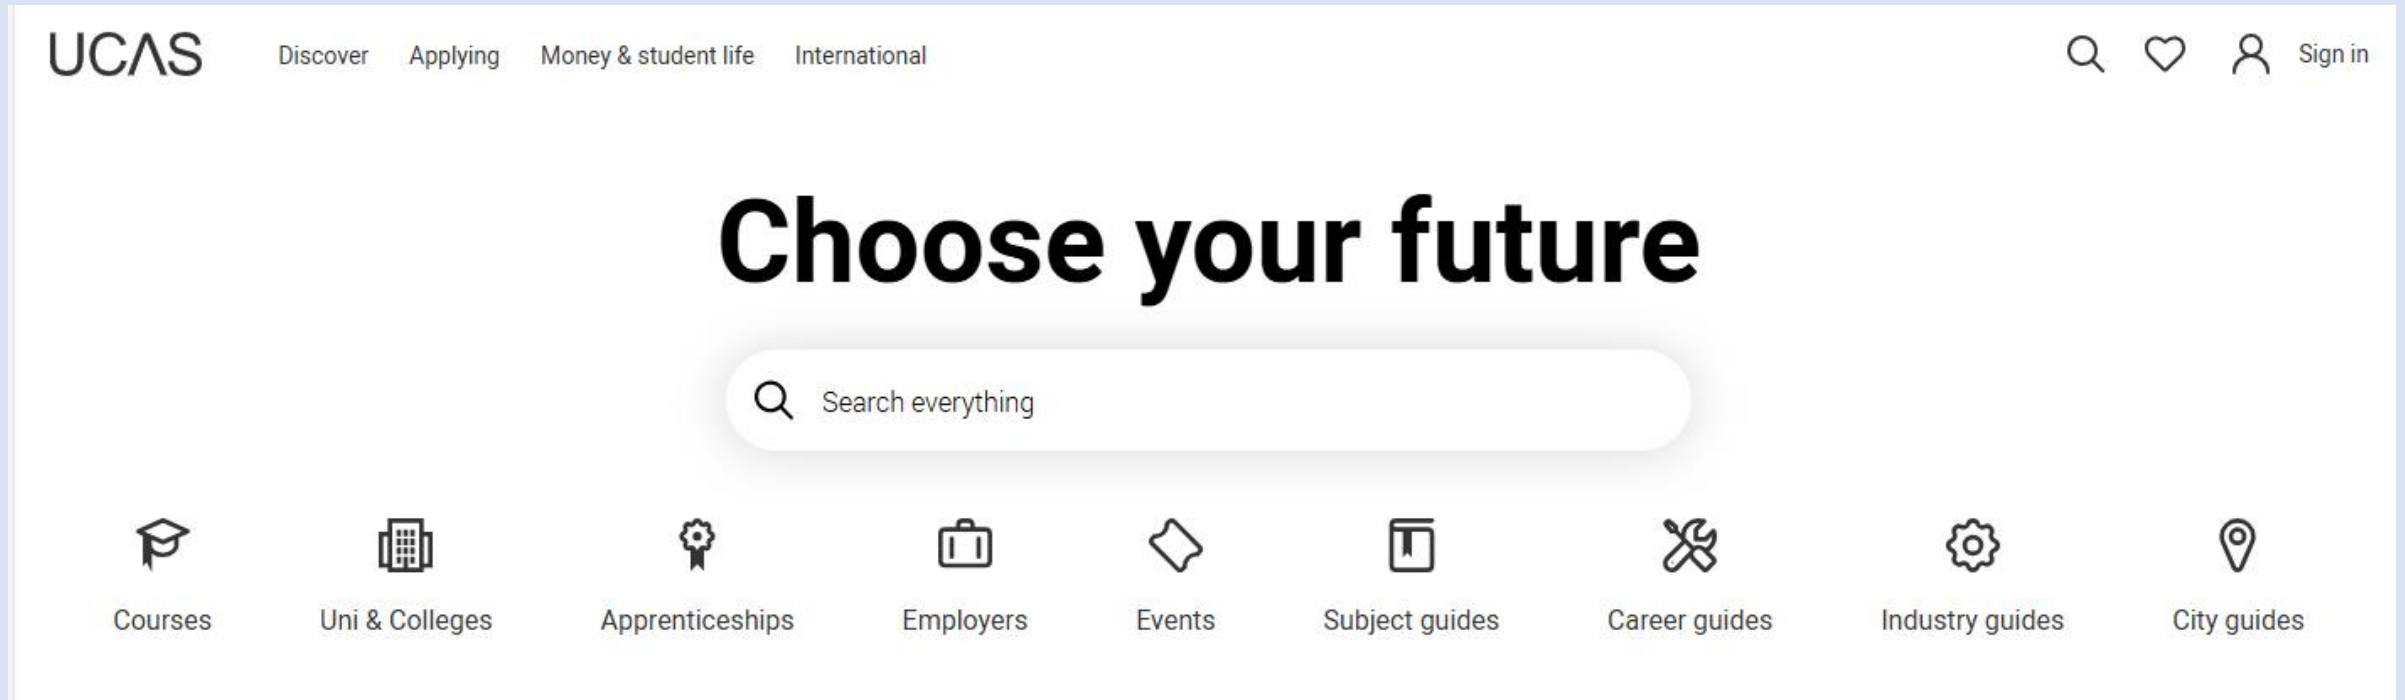 UCAS Discover Applying Money & student life International Sign in
Choose your future
Search everything
Courses Uni & Colleges Apprenticeships Employers Events Subject guides Career guides Industry guides City guides